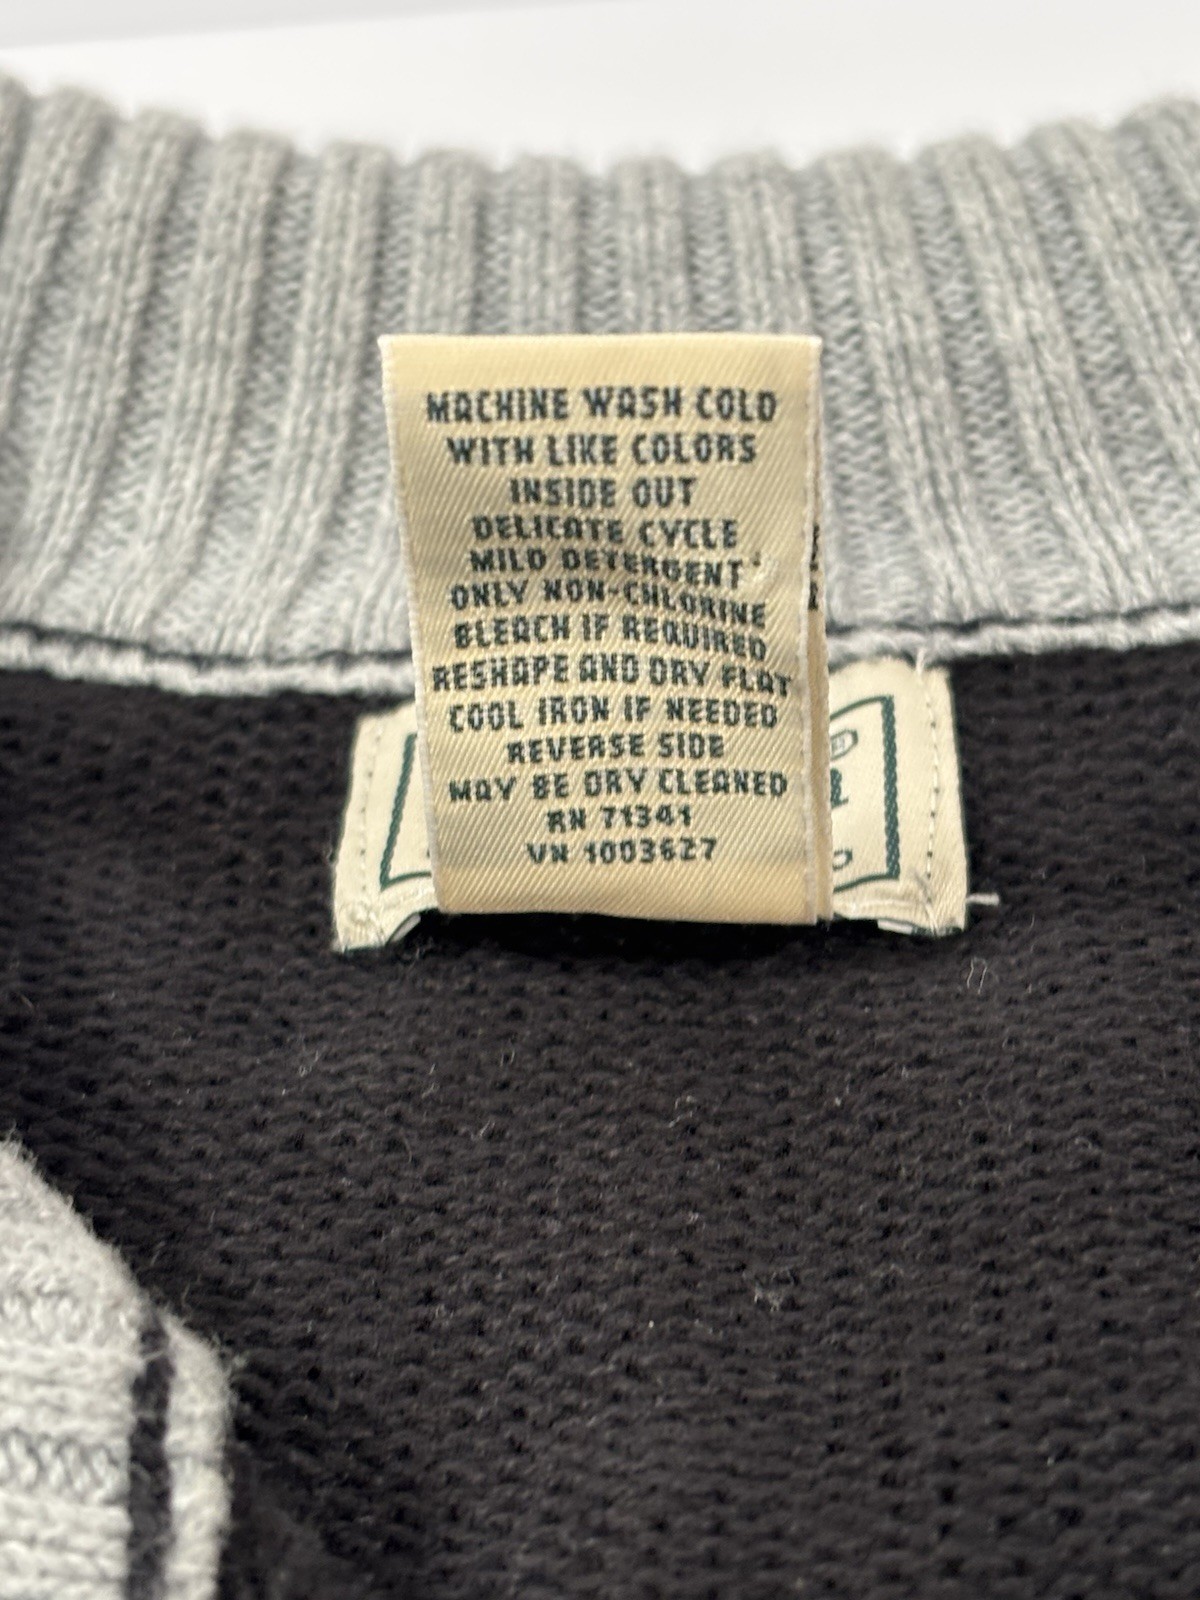 MACHINE WASH COLD
WITH LIKE COLORS
INSIDE OUT
DELICATE CYCLE
MILD DETERGENT
ONLY NON-CHLORINE
BLEACH IF REQUIRED
RESHAPE AND DRY FLAT
COOL IRON IF NEEDED
REVERSE SIDE
MAY BE DRY CLEANED
RN 71341
VN 1003627